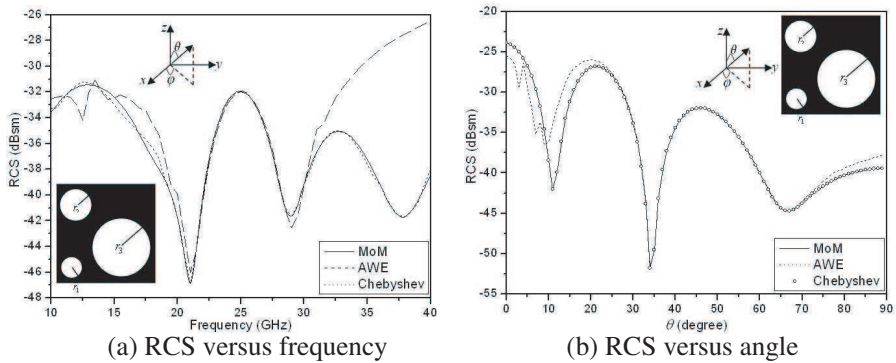 RCS (dBsm)
-26
-28
-30
-32
-34
-36
-38
-40
-42
-44
-46
-48
10
15
20
25
30
35
40
Frequency (GHz)
z
θ
y
x
φ
r2
r3
r1
MoM
AWE
Chebyshev
(a) RCS versus frequency
RCS (dBsm)
-20
-25
-30
-35
-40
-45
-50
-55
0
10
20
30
40
50
60
70
80
90
θ (degree)
z
θ
y
x
φ
r2
r3
r1
MoM
AWE
Chebyshev
(b) RCS versus angle